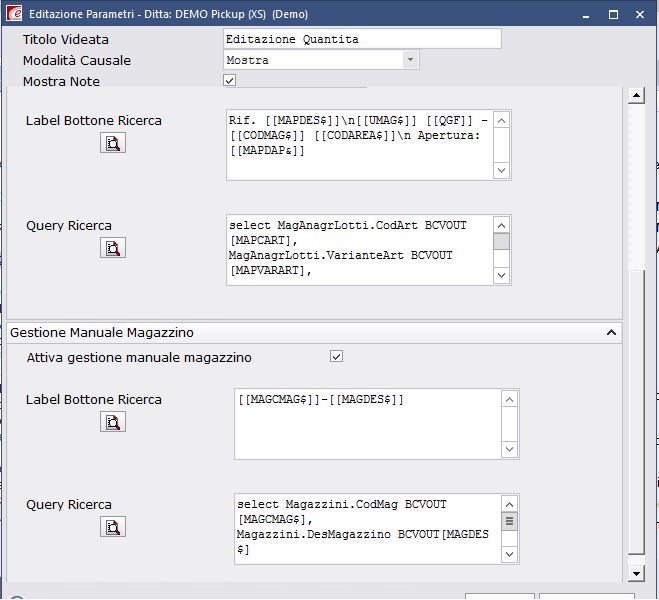 Editazione Parametri - Ditta: DEMO Pickup (XS) (Demo)
Titolo Videata
Editazione Quantita
Modalità Causale
Mostra
Mostra Note
Label Bottone Ricerca
Rif. [[MAPDES$]]\n[[UMAG$]] [[QGF]] -
[[CODMAG$]] [[CODAREA$]]\n Apertura:
[[MAPDAP&]]
Query Ricerca
select MagAnagrLotti.CodArt BCVOUT
[MAPCART],
MagAnagrLotti.VarianteArt BCVOUT
[MAPVARART],
Gestione Manuale Magazzino
Attiva gestione manuale magazzino
Label Bottone Ricerca
[[MAGCMAG$]]-[[MAGDES$]]
Query Ricerca
select Magazzini.CodMag BCVOUT
[MAGCMAG$],
Magazzini.DesMagazzino BCVOUT[MAGDES
$]